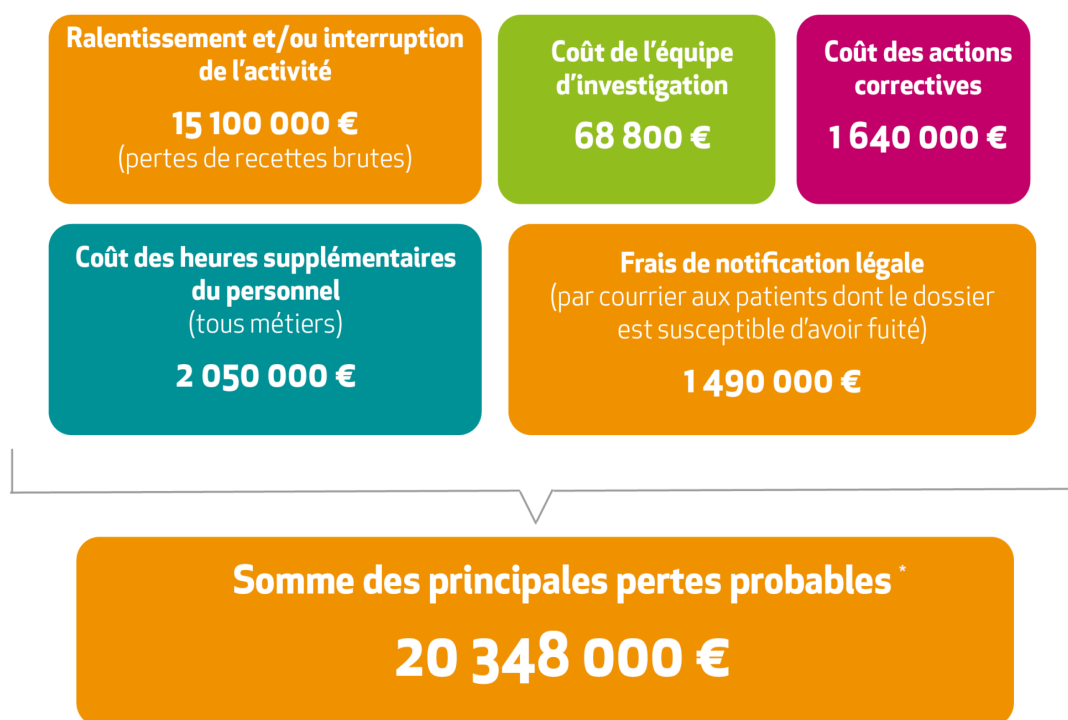 Ralentissement et/ou interruption
de l'activité
15 100 000 €
(pertes de recettes brutes)
Coût de l'équipe
d'investigation
68 800 €
Coût des actions
correctives
1 640 000 €
Coût des heures supplémentaires
du personnel
(tous métiers)
2 050 000 €
Frais de notification légale
(par courrier aux patients dont le dossier
est susceptible d'avoir fuité)
1 490 000 €
Somme des principales pertes probables *
20 348 000 €